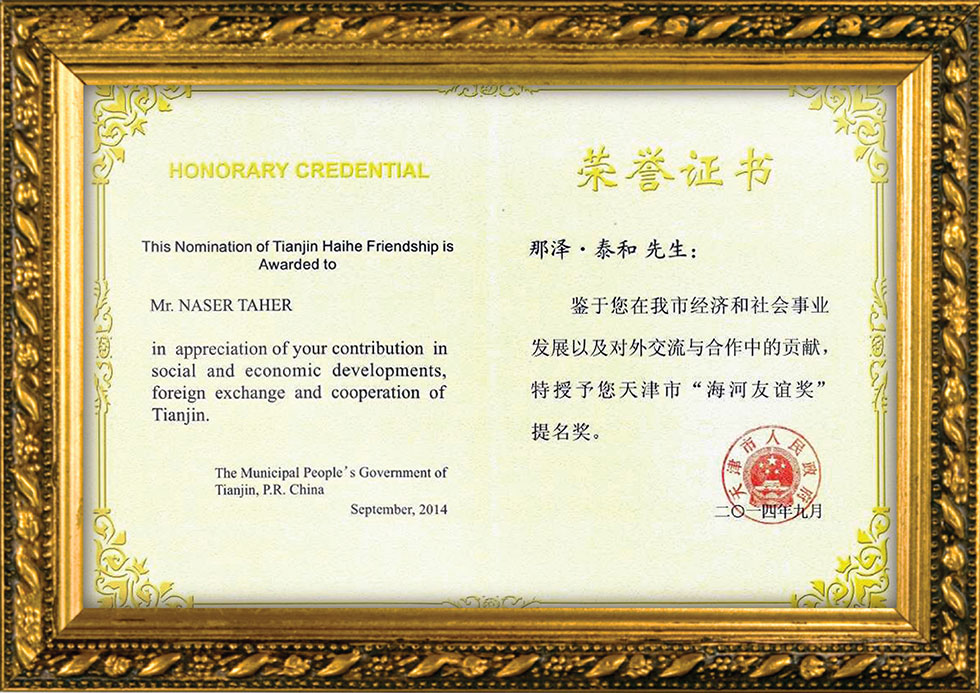 HONORARY CREDENTIAL
This Nomination of Tianjin Haihe Friendship is
Awarded to
Mr. NASER TAHER
in appreciation of your contribution in
social and economic developments,
foreign exchange and cooperation of
Tianjin.
The Municipal People's Government of
Tianjin, P.R. China
September, 2014
荣誉证书
那泽·泰和 先生：
鉴于您在我市经济和社会事业
发展以及对外交流与合作中的贡献，
特授予您天津市“海河友谊奖”
提名奖。
天津市人民政府
二〇一四年九月